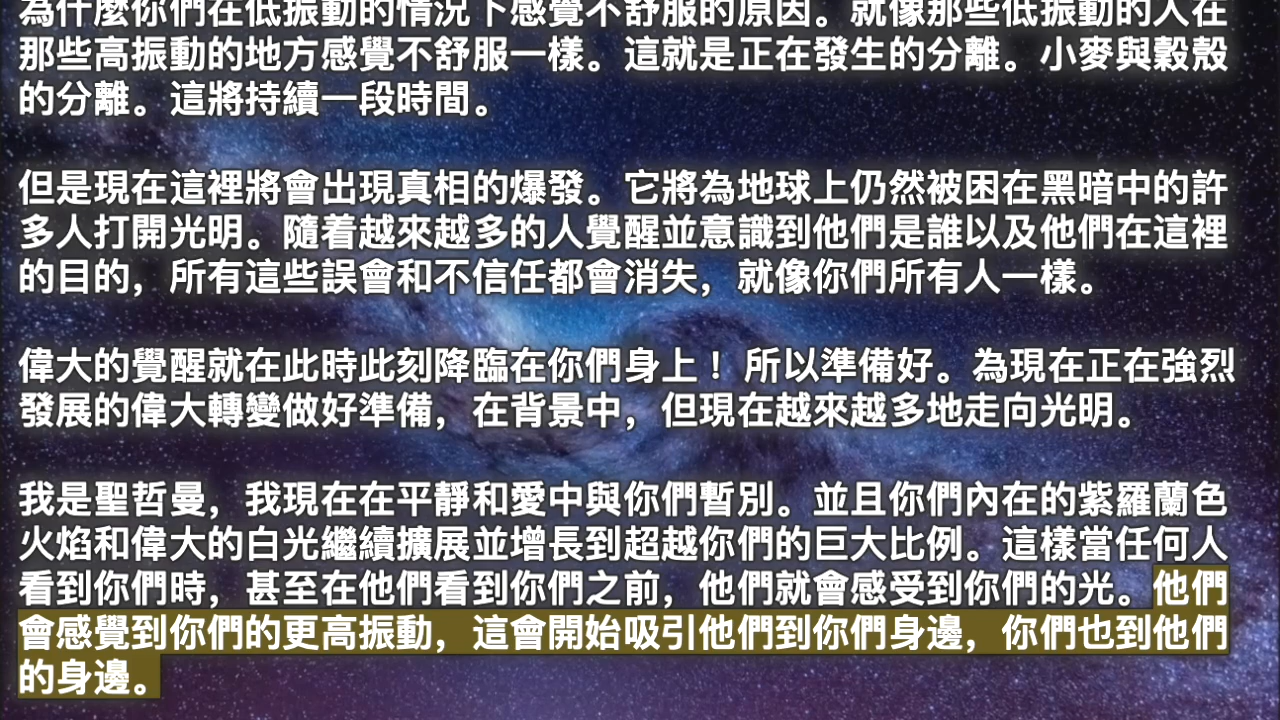 為什麼你們在低振動的情況下感覺不舒服的原因。就像那些低振動的人在
那些高振動的地方感覺不舒服一樣。這就是正在發生的分離。小麥與穀殼
的分離。這將持續一段時間。
但是現在這裡將會出現真相的爆發。它將為地球上仍然被困在黑暗中的許
多人打開光明。隨着越來越多的人覺醒並意識到他們是誰以及他們在這裡
的目的，所有這些誤會和不信任都會消失，就像你們所有人一樣。
偉大的覺醒就在此時此刻降臨在你們身上！ 所以準備好。為現在正在強烈
發展的偉大轉變做好準備，在背景中，但現在越來越多地走向光明。
我是聖哲曼，我現在在平靜和愛中與你們暫別。並且你們內在的紫羅蘭色
火焰和偉大的白光繼續擴展並增長到超越你們的巨大比例。這樣當任何人
看到你們時，甚至在他們看到你們之前，他們就會感受到你們的光。他們
會感覺到你們的更高振動，這會開始吸引他們到你們身邊，你們也到他們
的身邊。